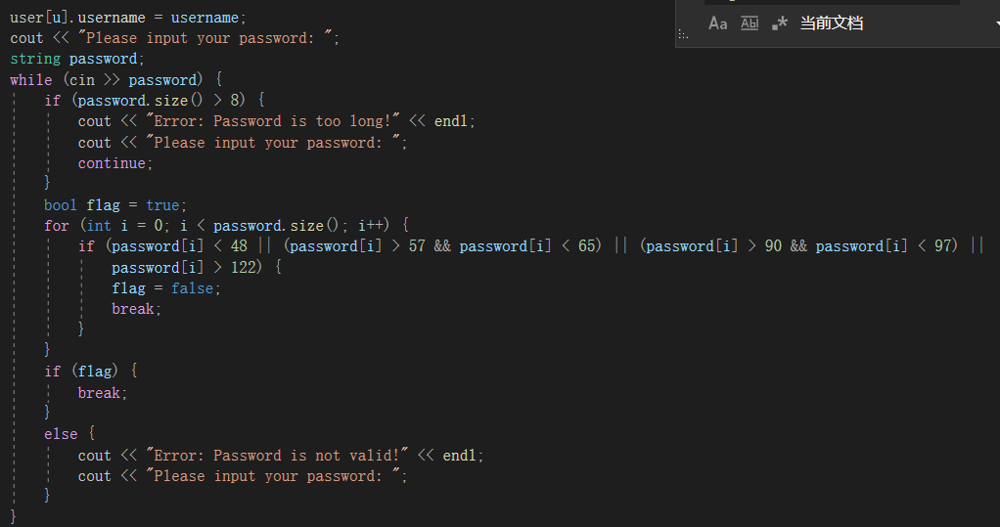 user[u].username = username;
cout << "Please input your password: ";
string password;
while (cin >> password) {
    if (password.size() > 8) {
        cout << "Error: Password is too long!" << endl;
        cout << "Please input your password: ";
        continue;
    }
    bool flag = true;
    for (int i = 0; i < password.size(); i++) {
        if (password[i] < 48 || (password[i] > 57 && password[i] < 65) || (password[i] > 90 && password[i] < 97) ||
            password[i] > 122) {
            flag = false;
            break;
        }
    }
    if (flag) {
        break;
    }
    else {
        cout << "Error: Password is not valid!" << endl;
        cout << "Please input your password: ";
    }
}
Aa Abl .* 当前文档